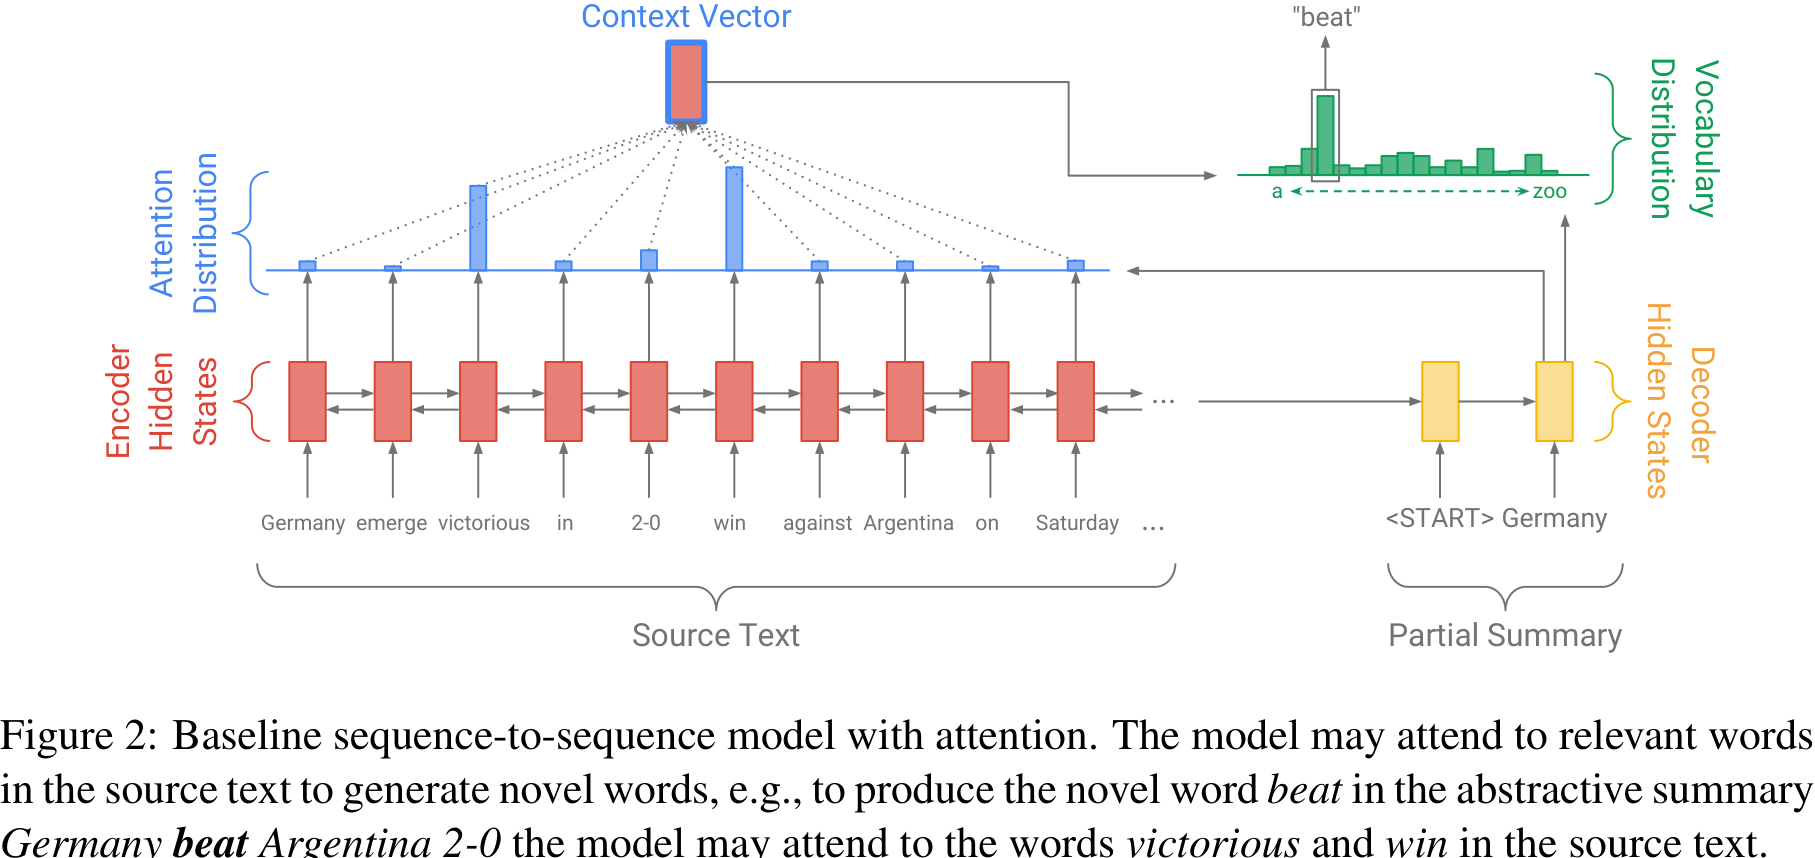 Context Vector
"beat"
Vocabulary
Distribution
a
zoo
Attention
Distribution
Encoder
Hidden
States
Decoder
Hidden States
...
Germany emerge victorious in 2-0 win against Argentina on Saturday ...
<START> Germany
Source Text
Partial Summary
Figure 2: Baseline sequence-to-sequence model with attention. The model may attend to relevant words
in the source text to generate novel words, e.g., to produce the novel word beat in the abstractive summary
Germany beat Argentina 2-0 the model may attend to the words victorious and win in the source text.